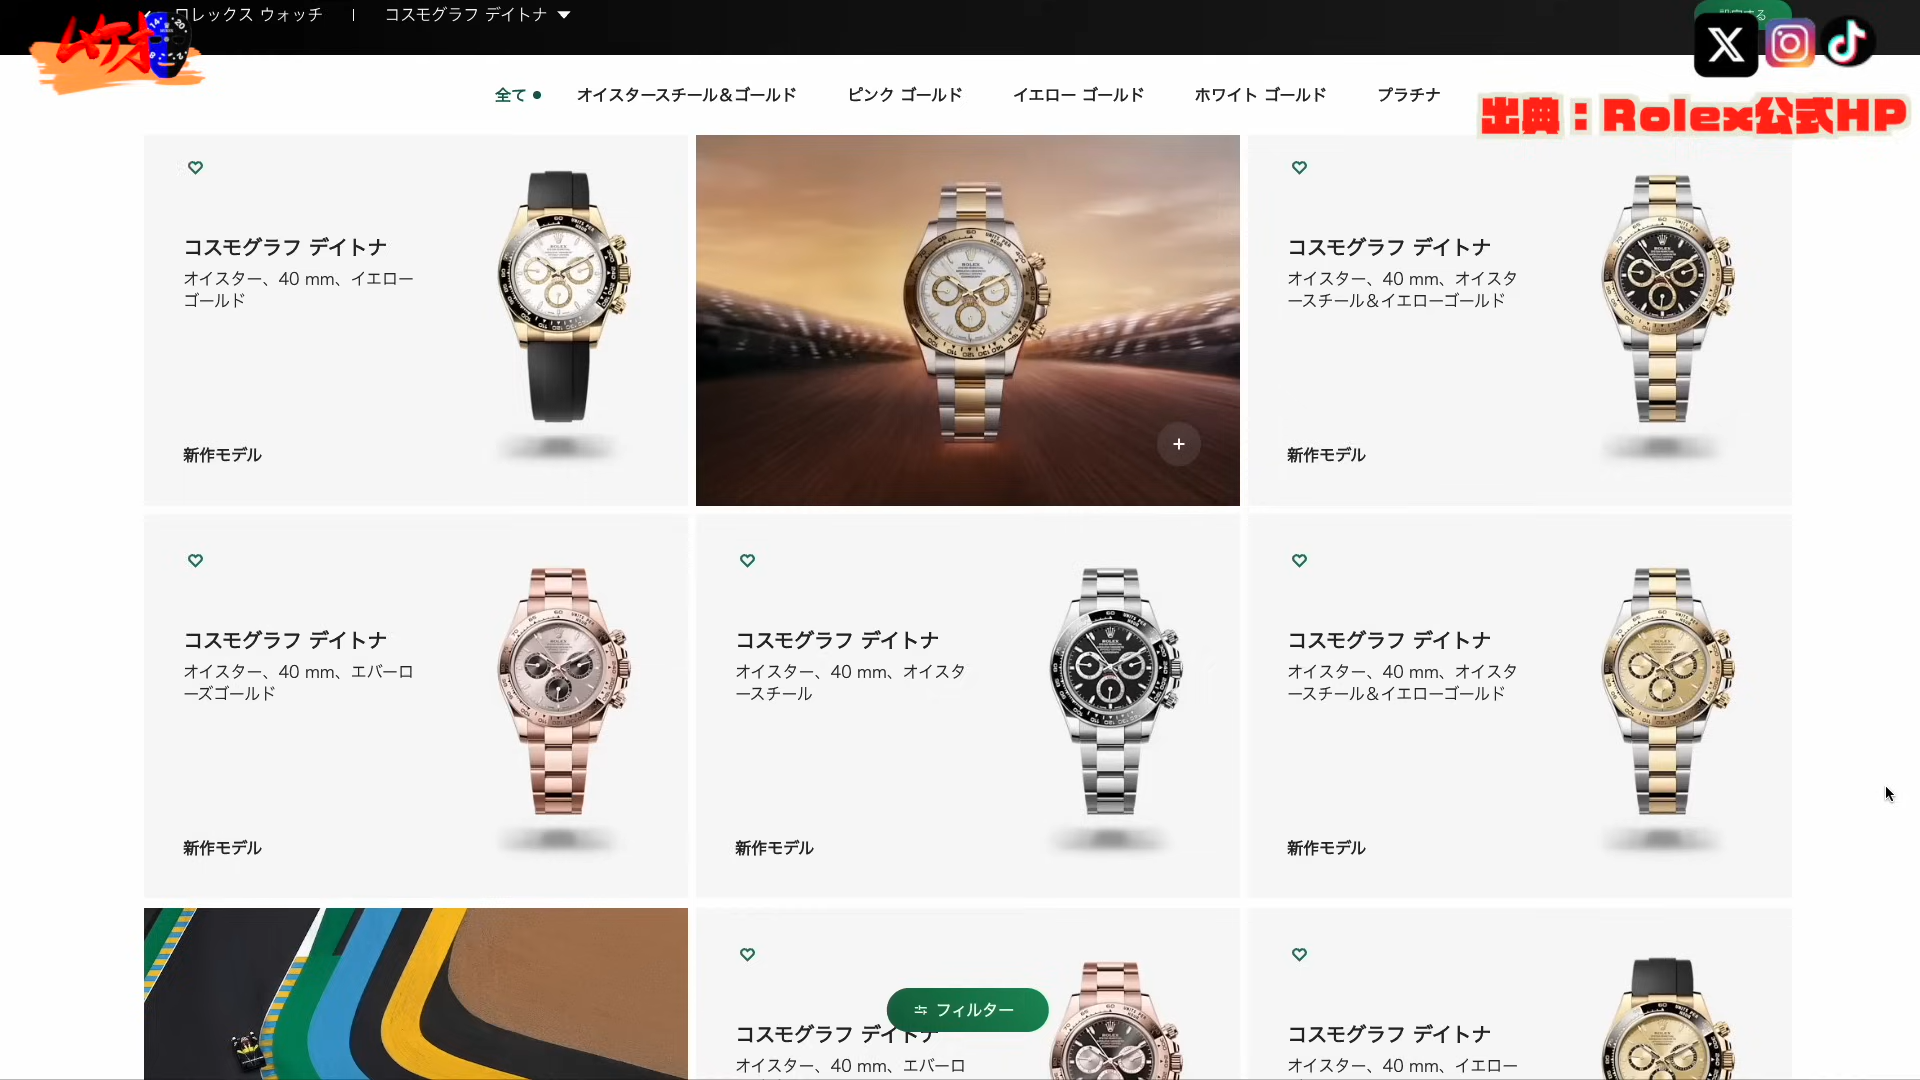 ロレックス ウォッチ | コスモグラフ デイトナ
ムケオ
設定する
全て オイスタースチール＆ゴールド ピンク ゴールド イエロー ゴールド ホワイト ゴールド プラチナ
出典：Rolex公式HP
コスモグラフ デイトナ
オイスター、40 mm、イエロー
ゴールド
新作モデル
コスモグラフ デイトナ
オイスター、40 mm、オイスタ
ースチール＆イエローゴールド
新作モデル
コスモグラフ デイトナ
オイスター、40 mm、エバーロ
ーズゴールド
新作モデル
コスモグラフ デイトナ
オイスター、40 mm、オイスタ
ースチール
新作モデル
コスモグラフ デイトナ
オイスター、40 mm、オイスタ
ースチール＆イエローゴールド
新作モデル
フィルター
コスモグラフ デイトナ
オイスター、40 mm、エバーロ
コスモグラフ デイトナ
オイスター、40 mm、イエロー